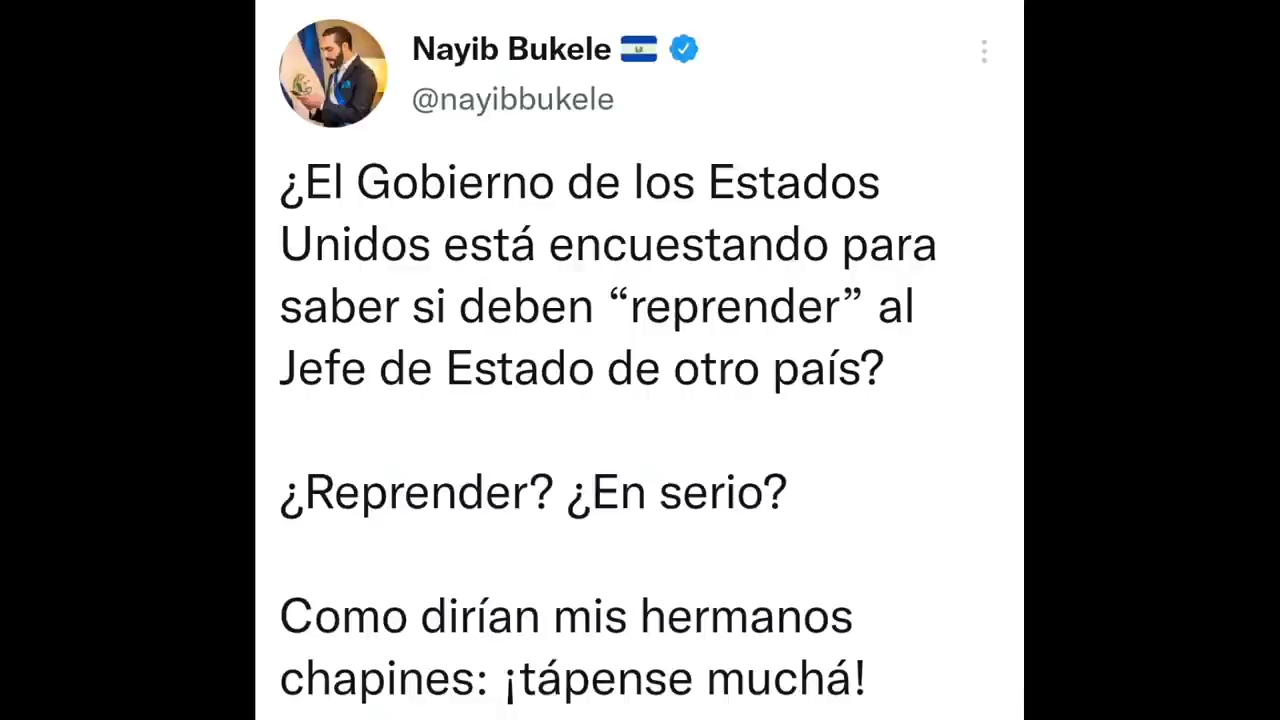 Nayib Bukele
@nayibbukele
¿El Gobierno de los Estados
Unidos está encuestando para
saber si deben “reprender” al
Jefe de Estado de otro país?
¿Reprender? ¿En serio?
Como dirían mis hermanos
chapines: ¡tápense muchá!